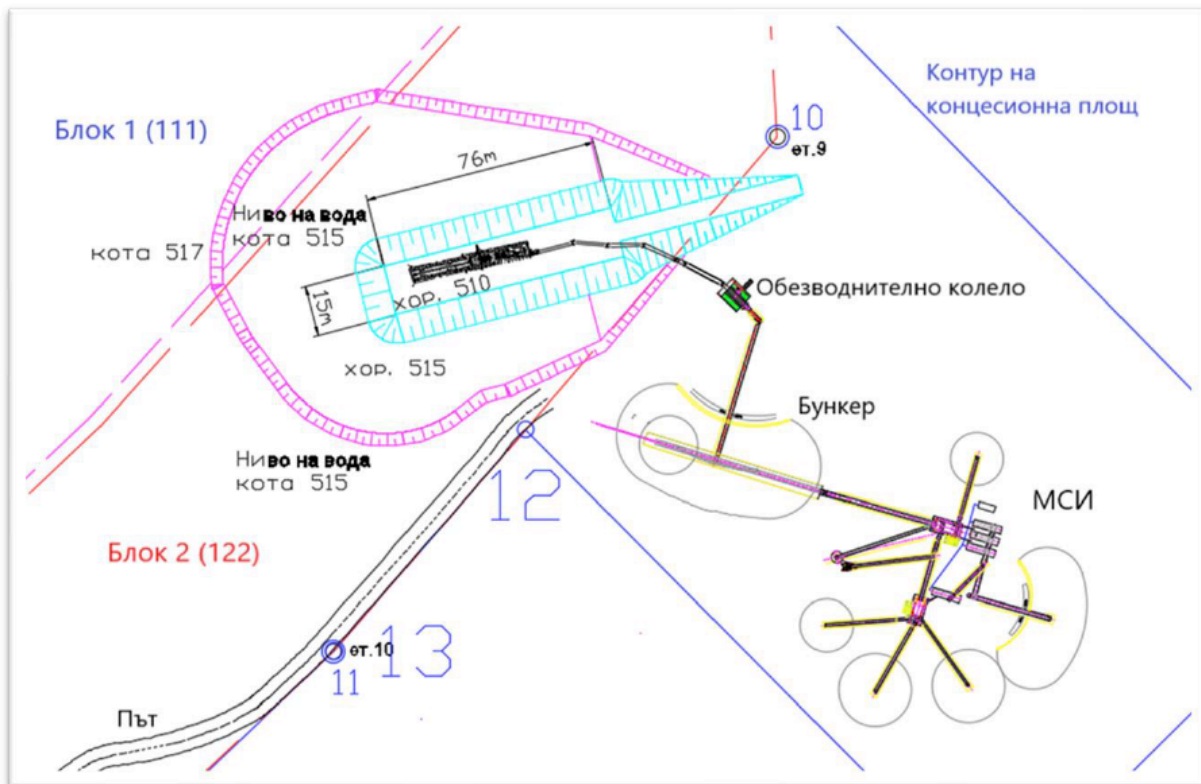 Контур на
концесионна площ
10
от.9
Блок 1 (111)
76m
Ниво на вода
кота 515
кота 517
15m
хор. 510
Обезводнително колело
хор. 515
Бункер
Ниво на вода
кота 515
12
МСИ
Блок 2 (122)
от.10
13
11
Път